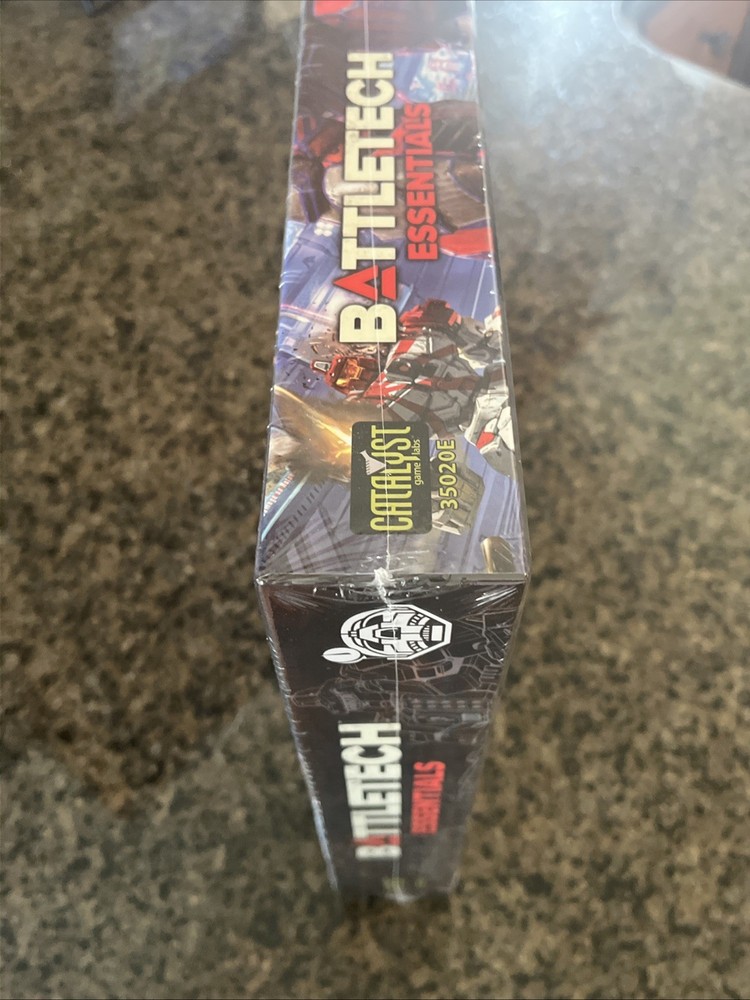 BATTLETECH
ESSENTIALS
CATALYST
game labs
35020E
BATTLETECH
ESSENTIALS